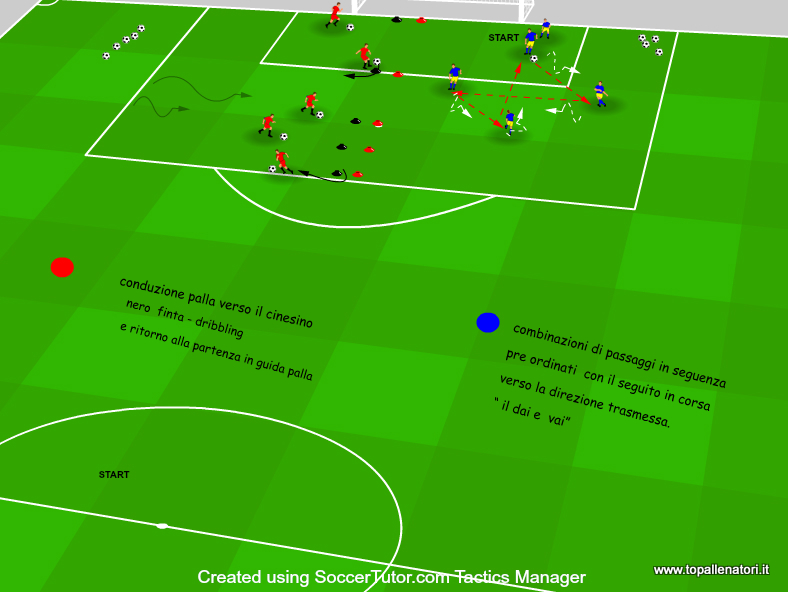 START
conduzione palla verso il cinesino
nero finta - dribbling
e ritorno alla partenza in guida palla
combinazioni di passaggi in seguenza
pre ordinati con il seguito in corsa
verso la direzione trasmessa.
" il dai e vai"
START
Created using SoccerTutor.com Tactics Manager
www.topallenatori.it